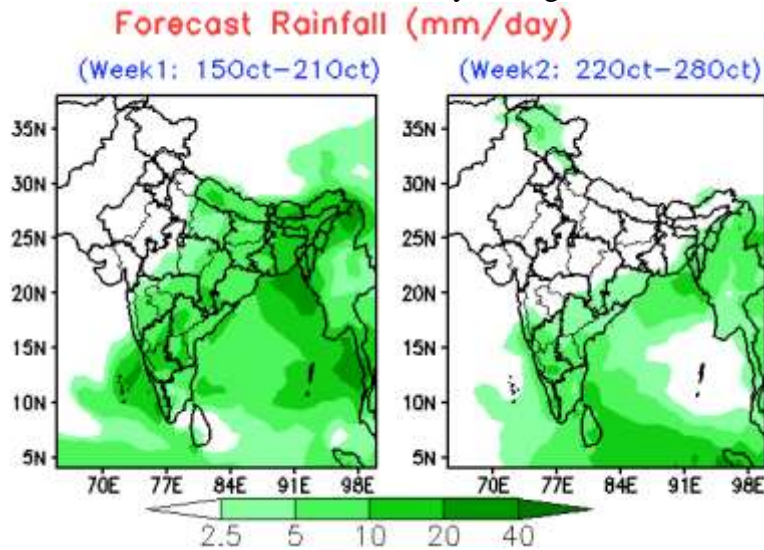 Forecast Rainfall (mm/day)
(Week1: 15Oct-21Oct) (Week2: 22Oct-28Oct)
35N 35N
30N 30N
25N 25N
20N 20N
15N 15N
10N 10N
5N 5N
70E 77E 84E 91E 98E 70E 77E 84E 91E 98E
2.5 5 10 20 40